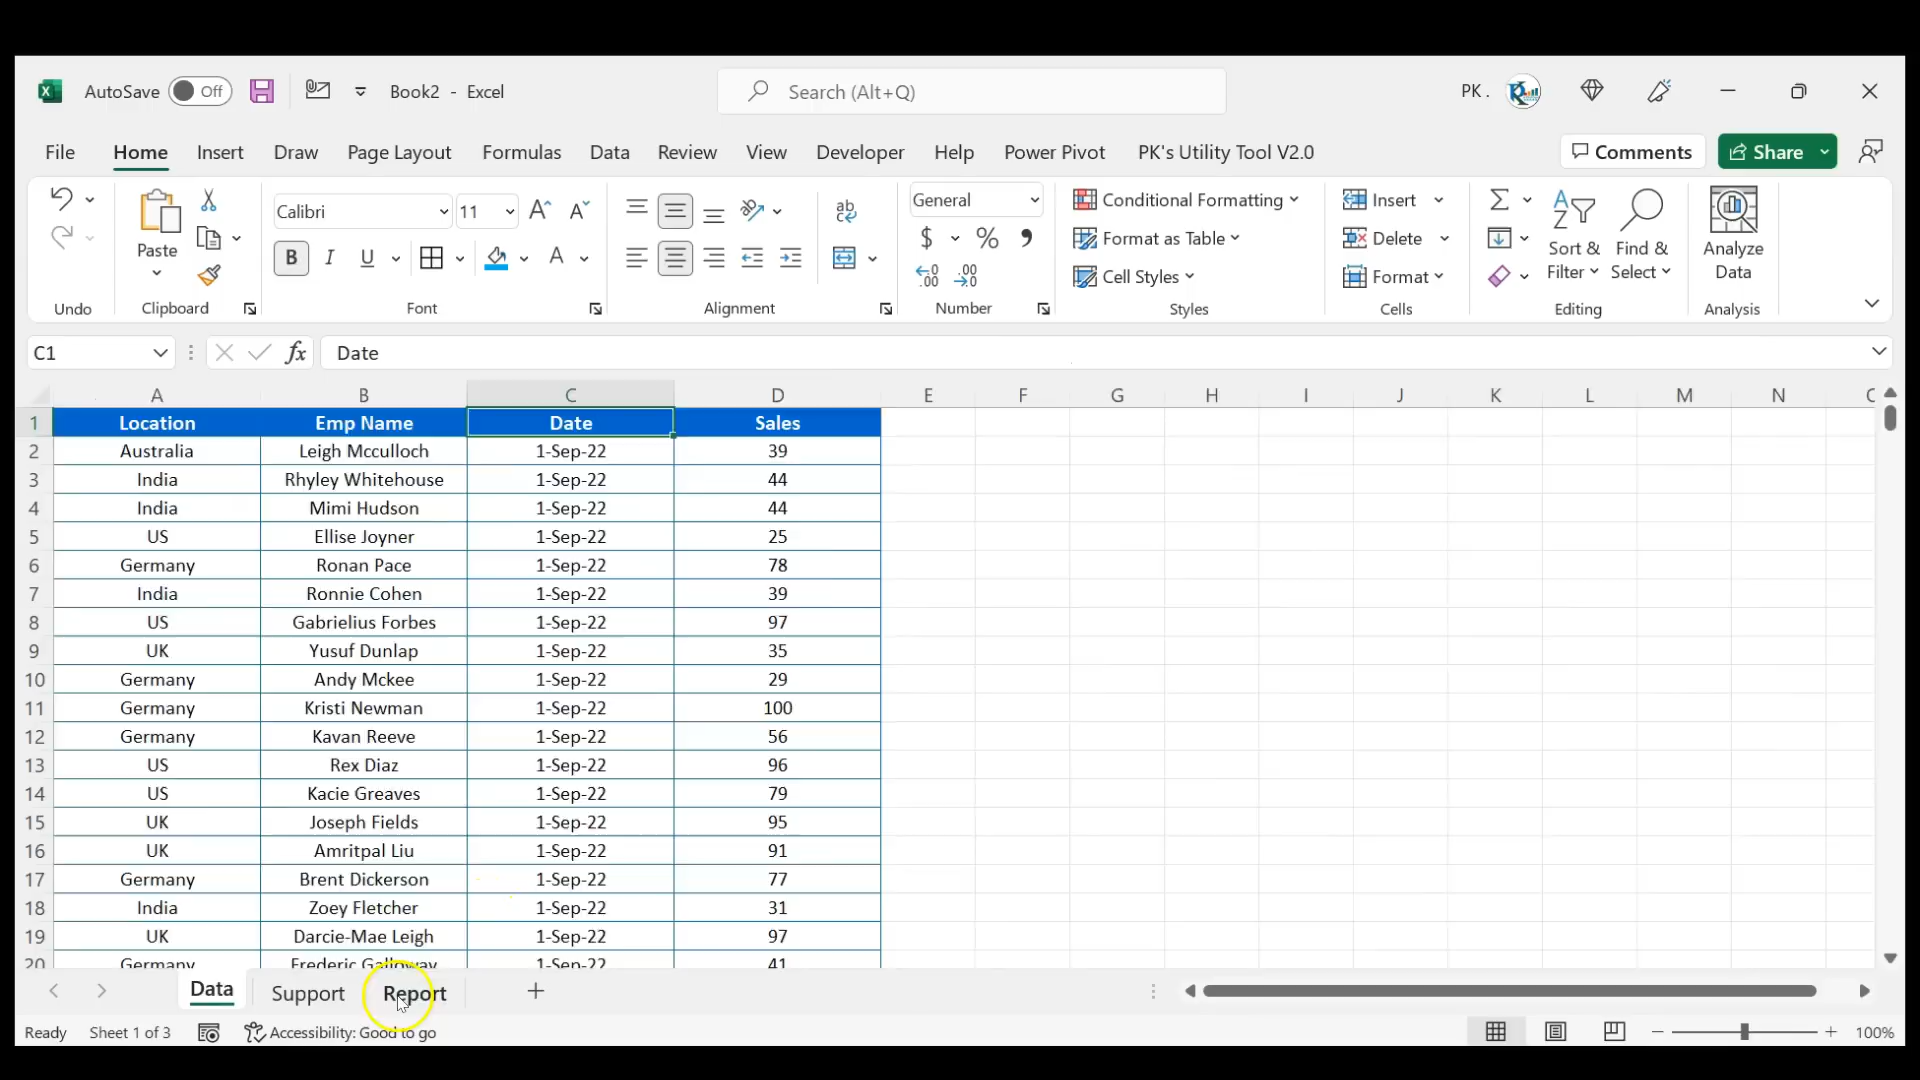 AutoSave Off Book2 - Excel Search (Alt+Q) PK .
File Home Insert Draw Page Layout Formulas Data Review View Developer Help Power Pivot PK's Utility Tool V2.0 Comments Share
Calibri 11 General Conditional Formatting Insert
Paste Format as Table Delete Sort & Filter Find & Select Analyze Data
Cell Styles Format
Undo Clipboard Font Alignment Number Styles Cells Editing Analysis
C1 fx Date
A B C D E F G H I J K L M N
1 Location Emp Name Date Sales
2 Australia Leigh Mcculloch 1-Sep-22 39
3 India Rhyley Whitehouse 1-Sep-22 44
4 India Mimi Hudson 1-Sep-22 44
5 US Ellise Joyner 1-Sep-22 25
6 Germany Ronan Pace 1-Sep-22 78
7 India Ronnie Cohen 1-Sep-22 39
8 US Gabrielius Forbes 1-Sep-22 97
9 UK Yusuf Dunlap 1-Sep-22 35
10 Germany Andy Mckee 1-Sep-22 29
11 Germany Kristi Newman 1-Sep-22 100
12 Germany Kavan Reeve 1-Sep-22 56
13 US Rex Diaz 1-Sep-22 96
14 US Kacie Greaves 1-Sep-22 79
15 UK Joseph Fields 1-Sep-22 95
16 UK Amritpal Liu 1-Sep-22 91
17 Germany Brent Dickerson 1-Sep-22 77
18 India Zoey Fletcher 1-Sep-22 31
19 UK Darcie-Mae Leigh 1-Sep-22 97
20 Germany Frederic Galloway 1-Sep-22 41
Data Support Report
Ready Sheet 1 of 3 Accessibility: Good to go 100%